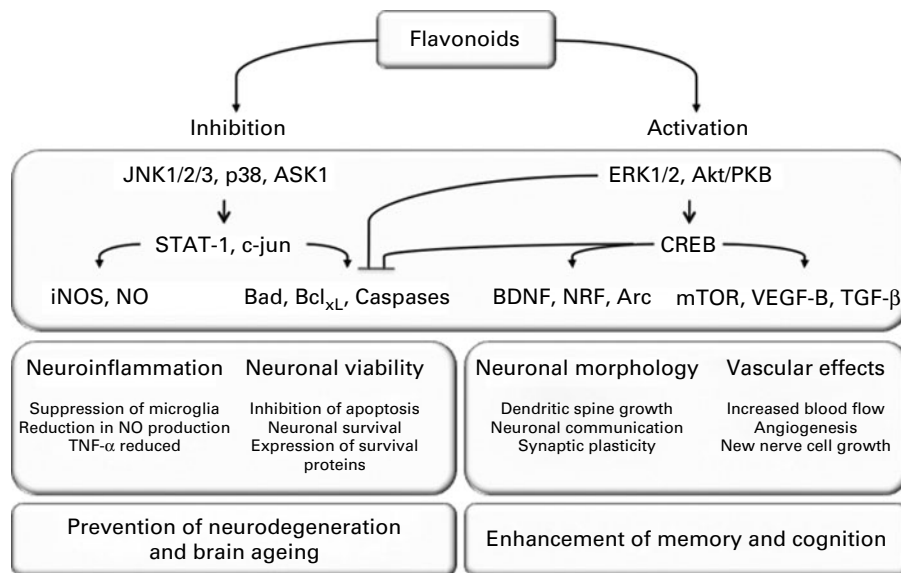 Flavonoids
Inhibition
Activation
JNK1/2/3, p38, ASK1
ERK1/2, Akt/PKB
STAT-1, c-jun
CREB
iNOS, NO
Bad, Bcl_xL, Caspases
BDNF, NRF, Arc
mTOR, VEGF-B, TGF-β
Neuroinflammation
Suppression of microglia
Reduction in NO production
TNF-α reduced
Neuronal viability
Inhibition of apoptosis
Neuronal survival
Expression of survival
proteins
Neuronal morphology
Dendritic spine growth
Neuronal communication
Synaptic plasticity
Vascular effects
Increased blood flow
Angiogenesis
New nerve cell growth
Prevention of neurodegeneration
and brain ageing
Enhancement of memory and cognition